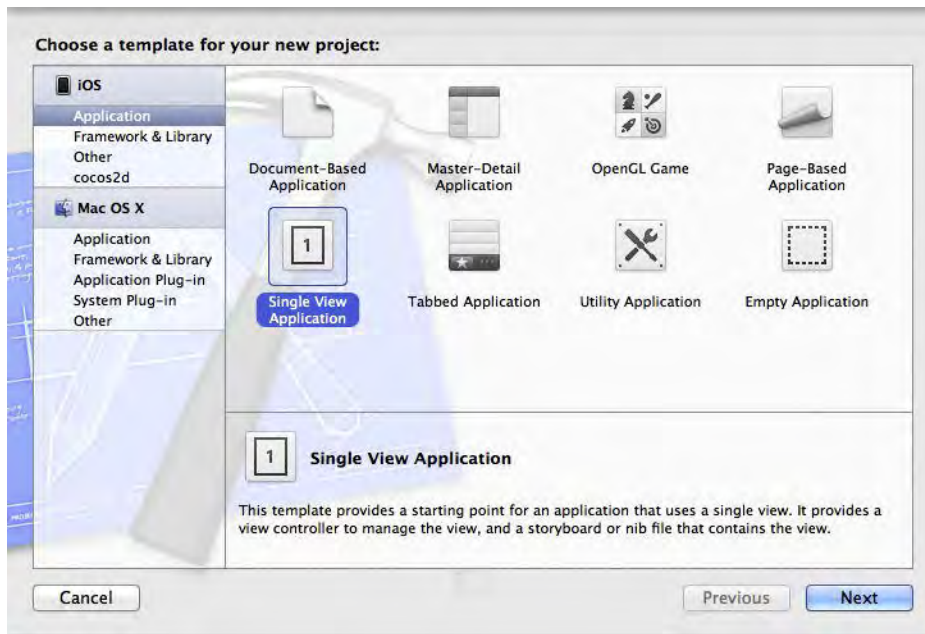 Choose a template for your new project:
iOS
Application
Framework & Library
Other
cocos2d
Mac OS X
Application
Framework & Library
Application Plug-in
System Plug-in
Other
Document-Based
Application
Master-Detail
Application
OpenGL Game
Page-Based
Application
1
Single View
Application
Tabbed Application
Utility Application
Empty Application
1
Single View Application
This template provides a starting point for an application that uses a single view. It provides a
view controller to manage the view, and a storyboard or nib file that contains the view.
Cancel
Previous
Next